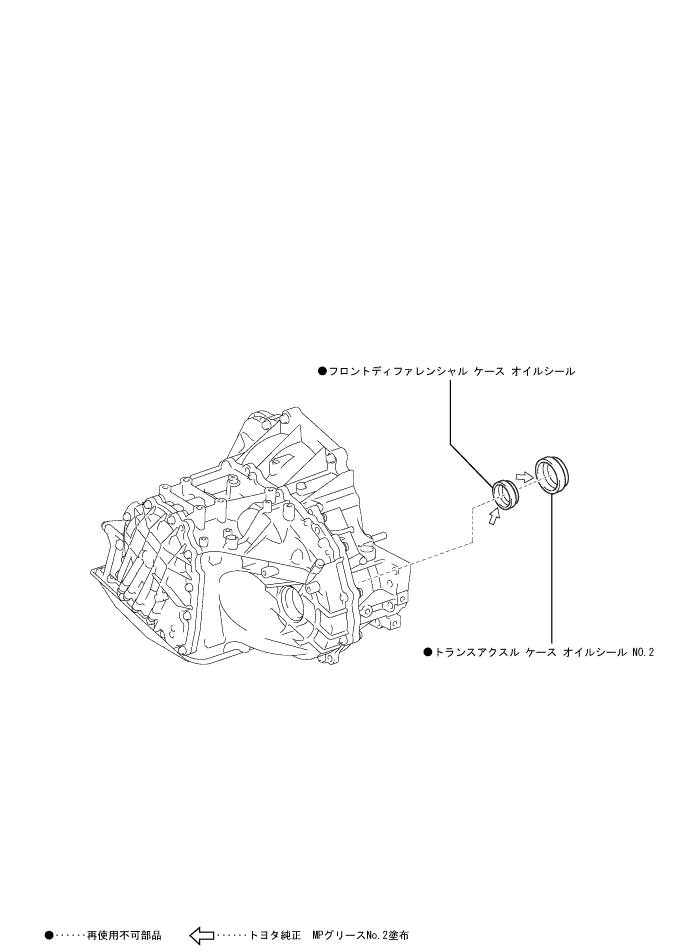 ●フロントディファレンシャル ケース オイルシール
●トランスアクスル ケース オイルシール NO.2
●‥‥‥再使用不可部品 ‥‥‥トヨタ純正 MPグリースNo.2塗布